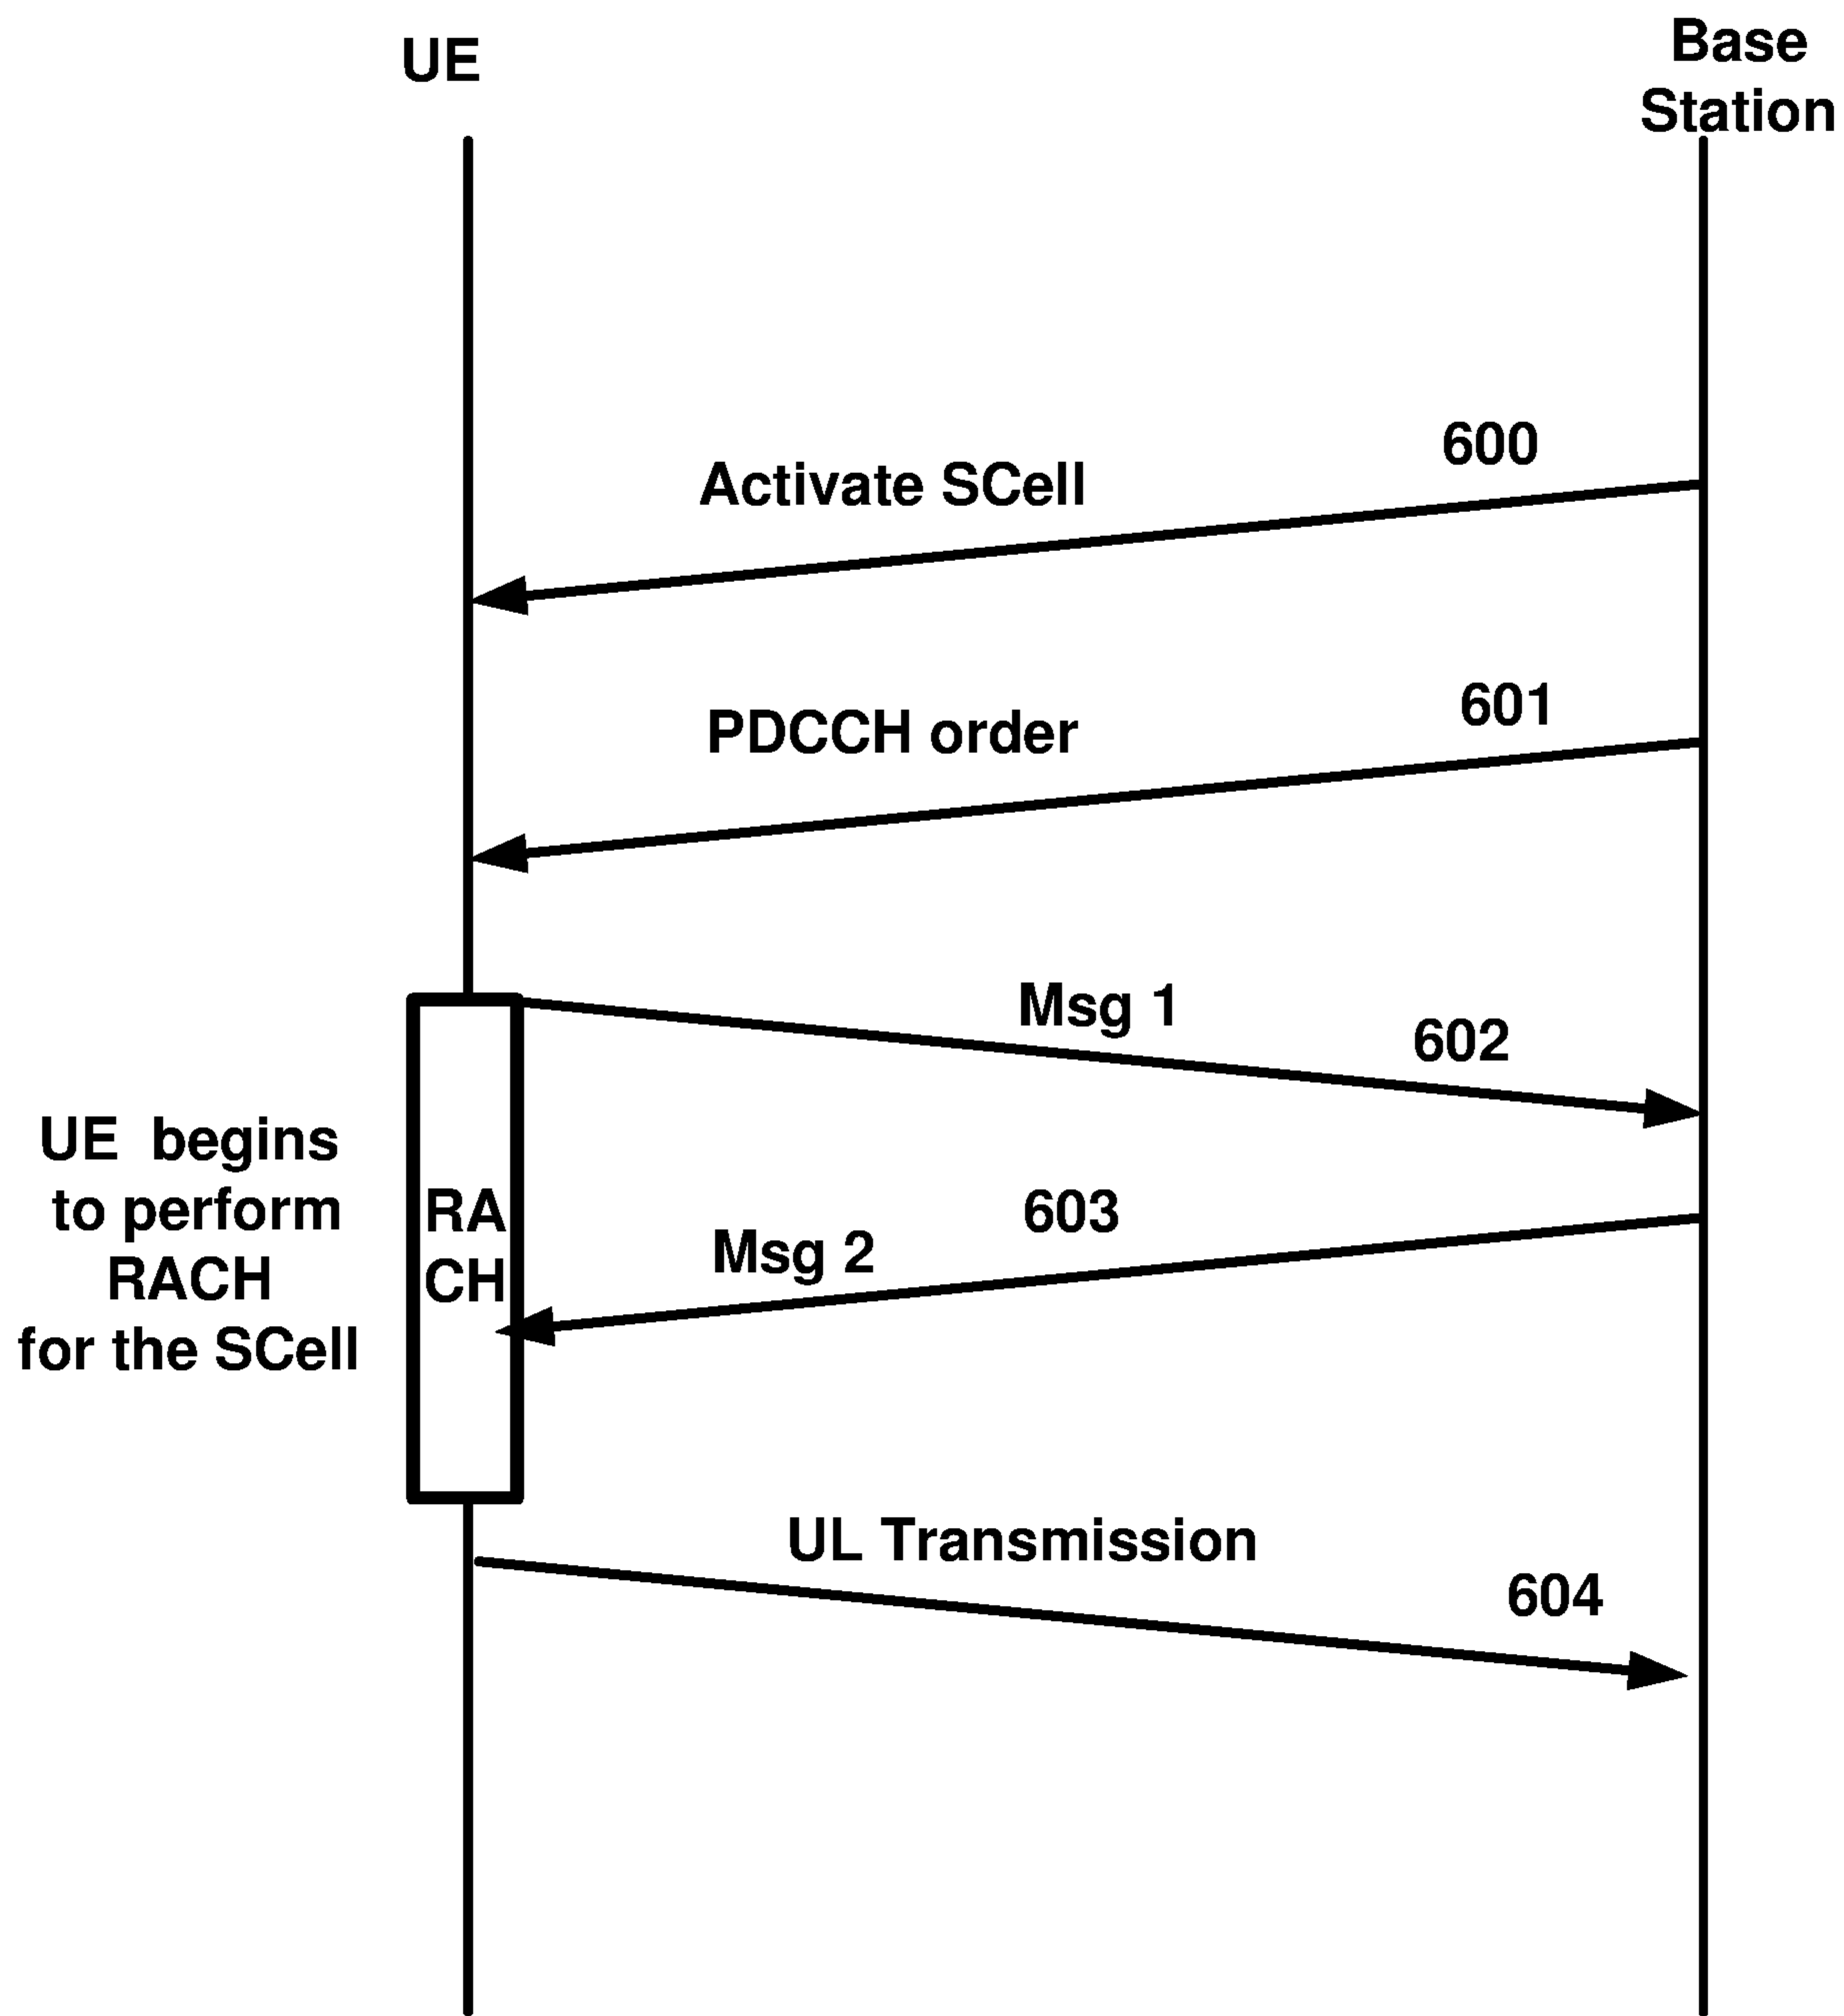 UE
Base
Station
600
Activate SCell
601
PDCCH order
Msg 1
602
UE begins
to perform
RACH
for the SCell
RA
CH
603
Msg 2
UL Transmission
604